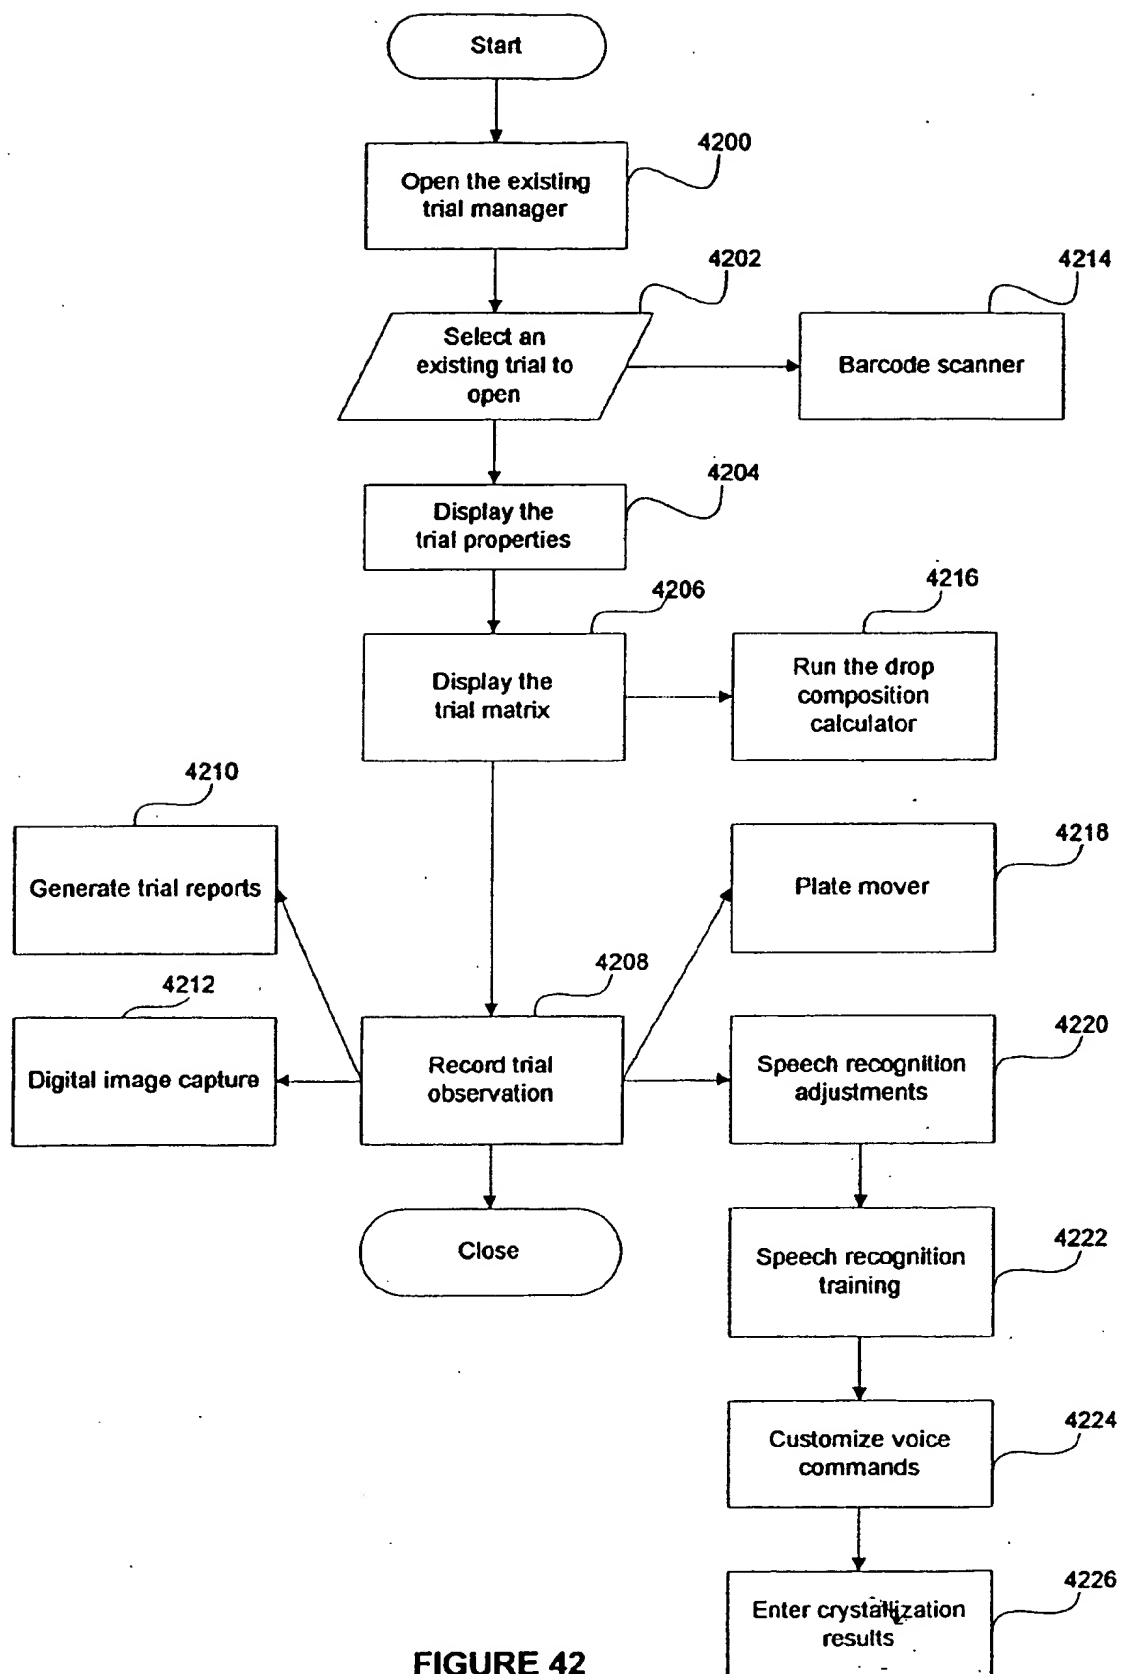 Start
4200
Open the existing
trial manager
4202
4214
Select an
existing trial to
open
Barcode scanner
4204
Display the
trial properties
4206
4216
Display the
trial matrix
Run the drop
composition
calculator
4210
4218
Generate trial reports
Plate mover
4208
4212
4220
Digital image capture
Record trial
observation
Speech recognition
adjustments
Close
4222
Speech recognition
training
4224
Customize voice
commands
4226
Enter crystallization
results
FIGURE 42